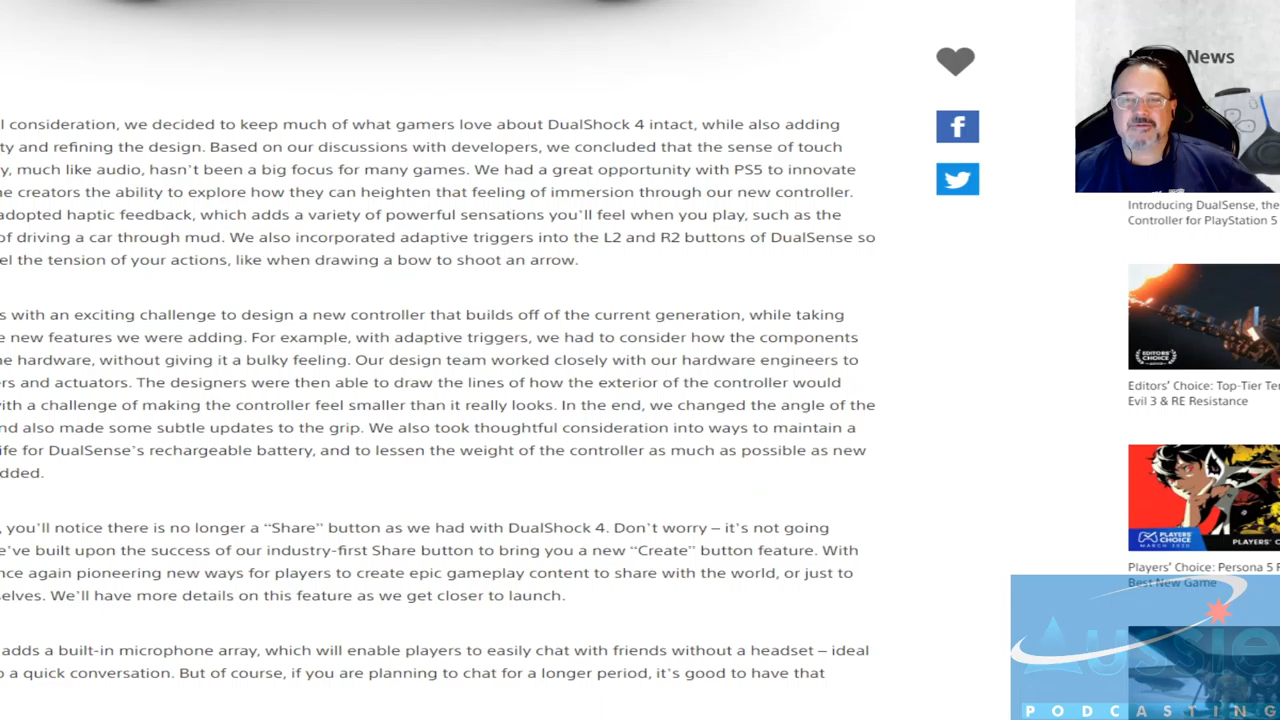 l consideration, we decided to keep much of what gamers love about DualShock 4 intact, while also adding
ty and refining the design. Based on our discussions with developers, we concluded that the sense of touch
y, much like audio, hasn't been a big focus for many games. We had a great opportunity with PS5 to innovate
e creators the ability to explore how they can heighten that feeling of immersion through our new controller.
adopted haptic feedback, which adds a variety of powerful sensations you'll feel when you play, such as the
of driving a car through mud. We also incorporated adaptive triggers into the L2 and R2 buttons of DualSense so
el the tension of your actions, like when drawing a bow to shoot an arrow.
s with an exciting challenge to design a new controller that builds off of the current generation, while taking
e new features we were adding. For example, with adaptive triggers, we had to consider how the components
he hardware, without giving it a bulky feeling. Our design team worked closely with our hardware engineers to
rs and actuators. The designers were then able to draw the lines of how the exterior of the controller would
with a challenge of making the controller feel smaller than it really looks. In the end, we changed the angle of the
nd also made some subtle updates to the grip. We also took thoughtful consideration into ways to maintain a
ife for DualSense's rechargeable battery, and to lessen the weight of the controller as much as possible as new
dded.
, you'll notice there is no longer a "Share" button as we had with DualShock 4. Don't worry – it's not going
e've built upon the success of our industry-first Share button to bring you a new "Create" button feature. With
nce again pioneering new ways for players to create epic gameplay content to share with the world, or just to
selves. We'll have more details on this feature as we get closer to launch.
adds a built-in microphone array, which will enable players to easily chat with friends without a headset – ideal
o a quick conversation. But of course, if you are planning to chat for a longer period, it's good to have that
News
Introducing DualSense, the
Controller for PlayStation 5
EDITORS' CHOICE
Editors' Choice: Top-Tier Te
Evil 3 & RE Resistance
PLAYERS' CHOICE
MARCH 2020
PLAYERS' C
Players' Choice: Persona 5 R
Best New Game
Aussie
PODCASTING